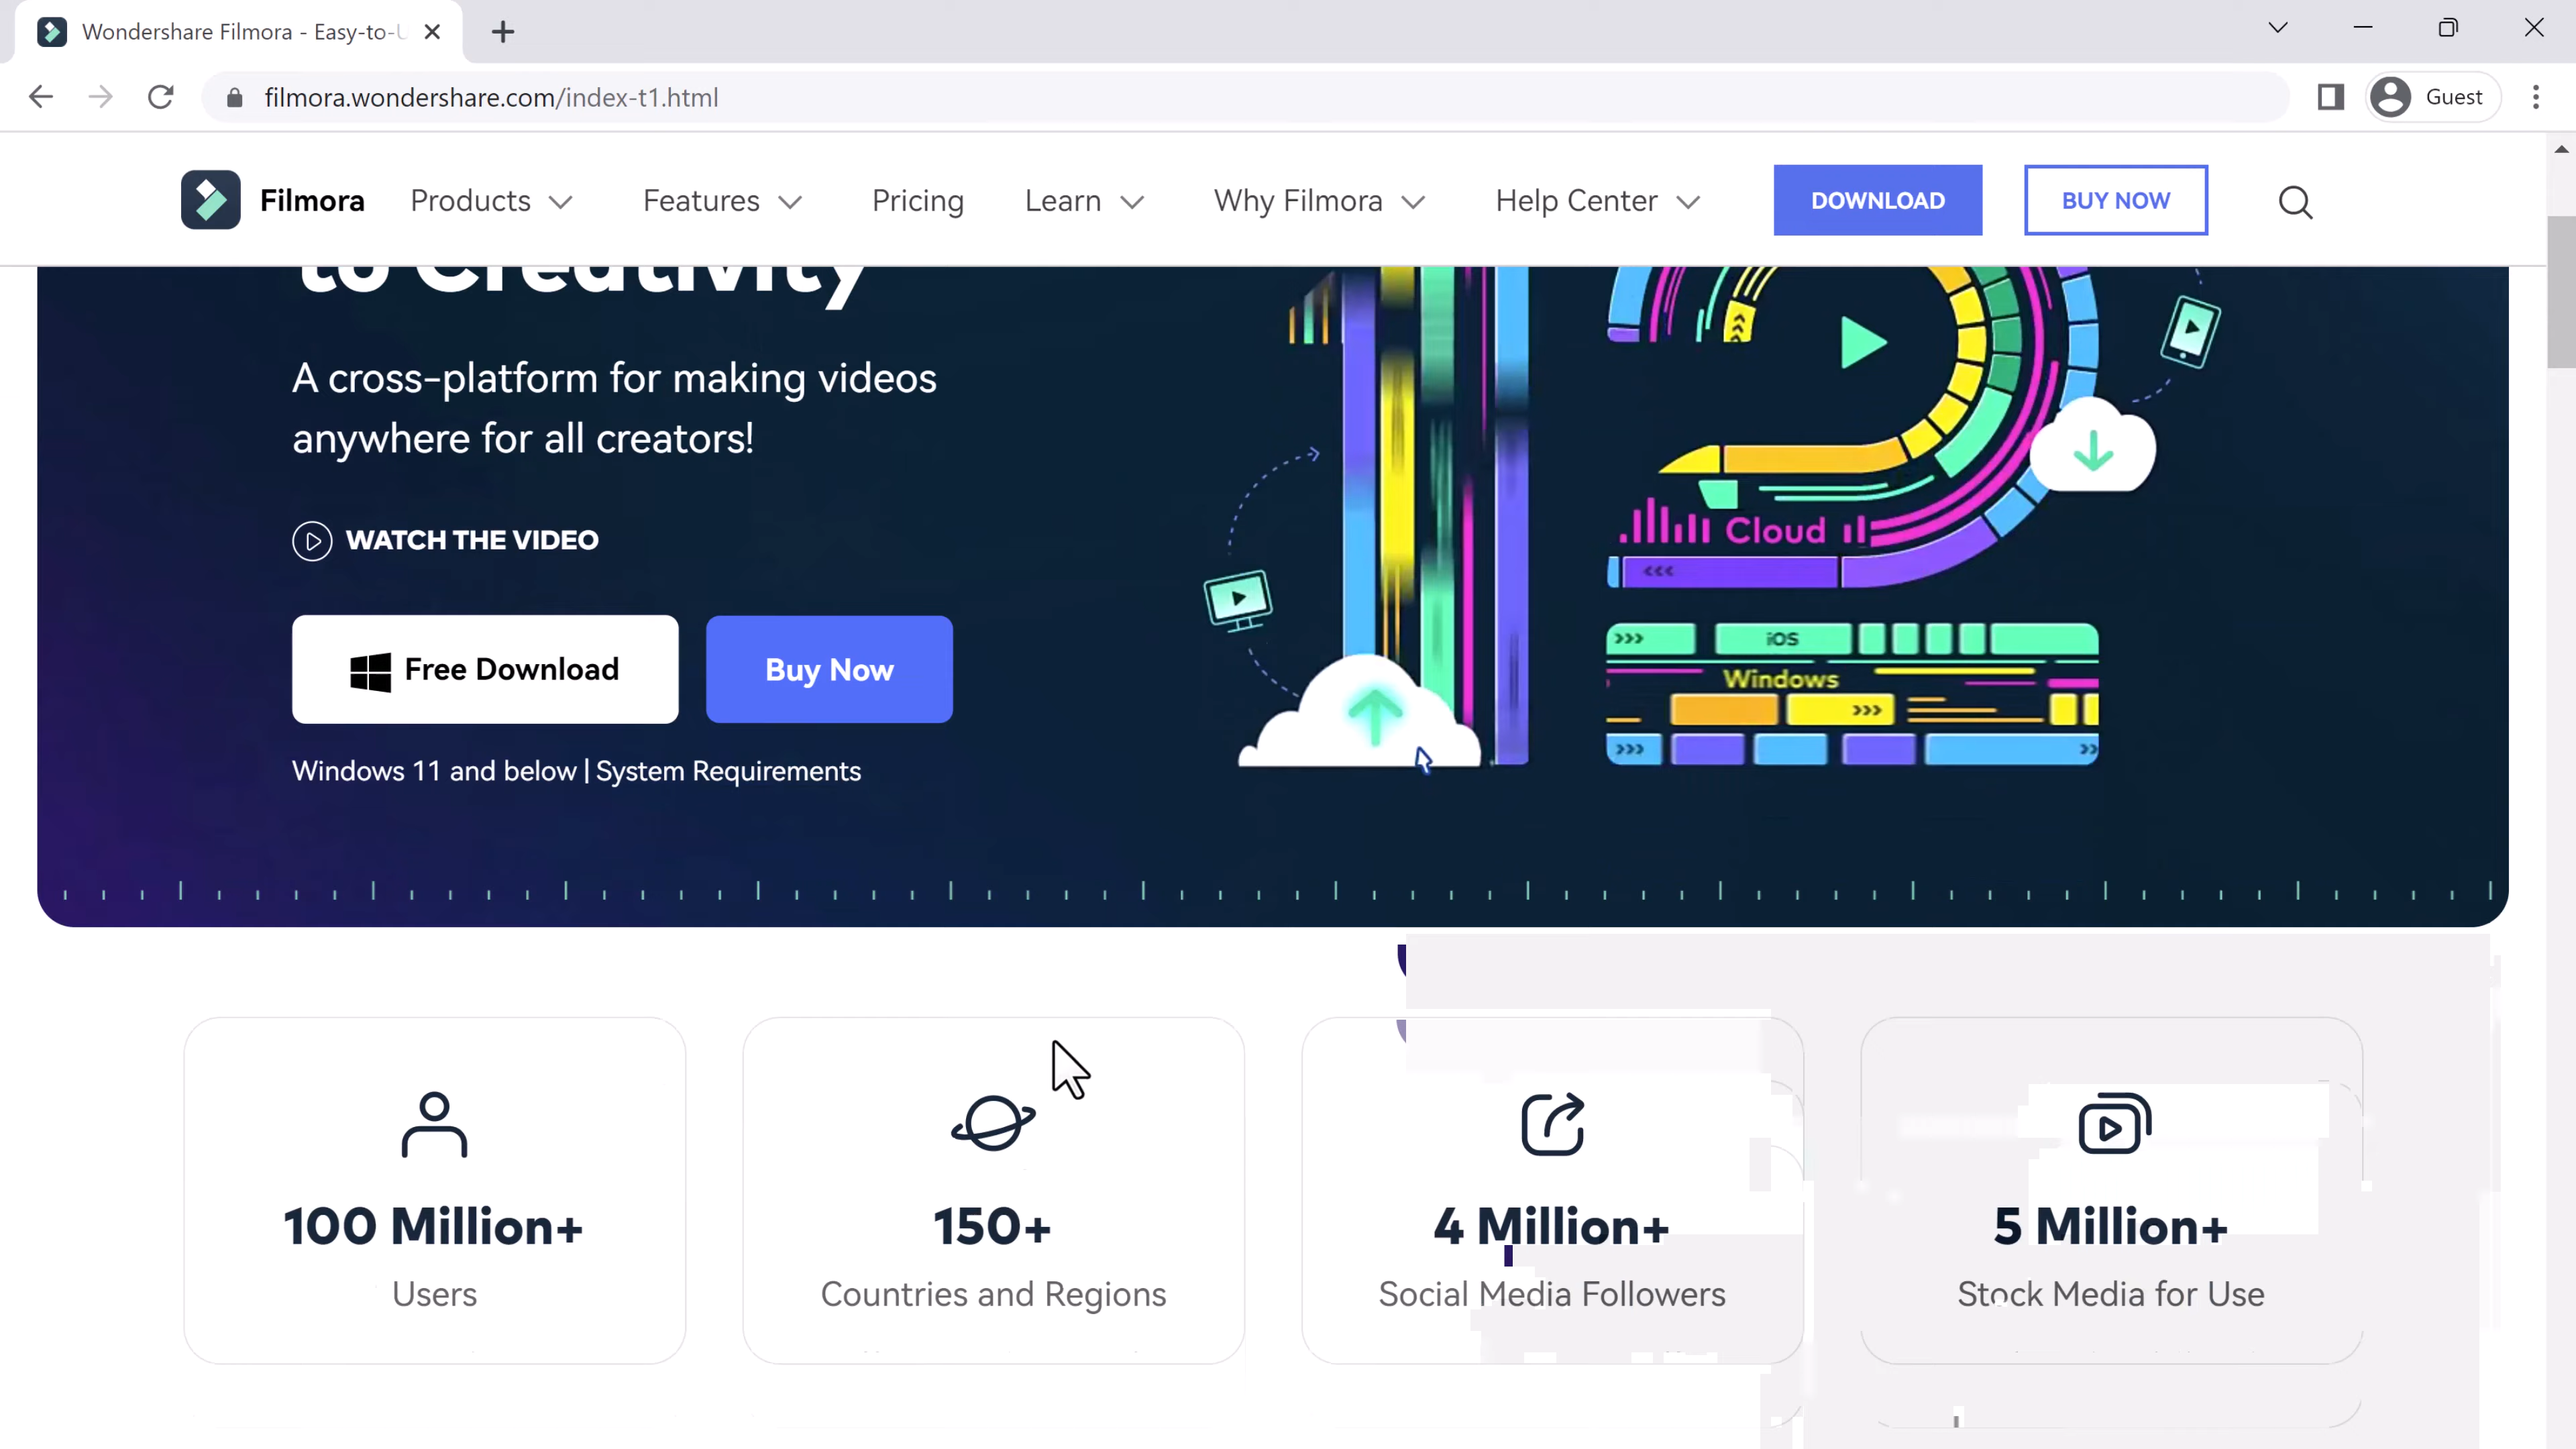 Wondershare Filmora - Easy-to-U
filmora.wondershare.com/index-t1.html
Guest
Filmora
Products
Features
Pricing
Learn
Why Filmora
Help Center
DOWNLOAD
BUY NOW
to Creativity
A cross-platform for making videos
anywhere for all creators!
WATCH THE VIDEO
Free Download
Buy Now
Windows 11 and below | System Requirements
Cloud
iOS
Windows
100 Million+
Users
150+
Countries and Regions
4 Million+
Social Media Followers
5 Million+
Stock Media for Use